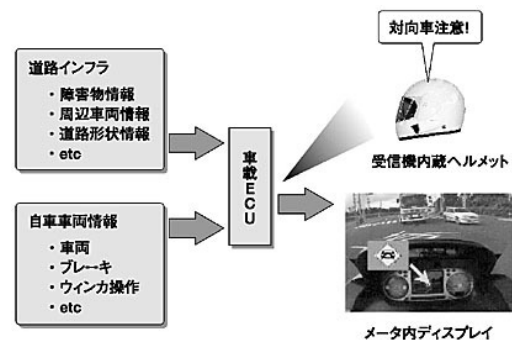 道路インフラ
・障害物情報
・周辺車両情報
・道路形状情報
・etc
自車車両情報
・車両
・ブレーキ
・ウィンカ操作
・etc
車載ECU
対向車注意!
受信機内蔵ヘルメット
メータ内ディスプレイ